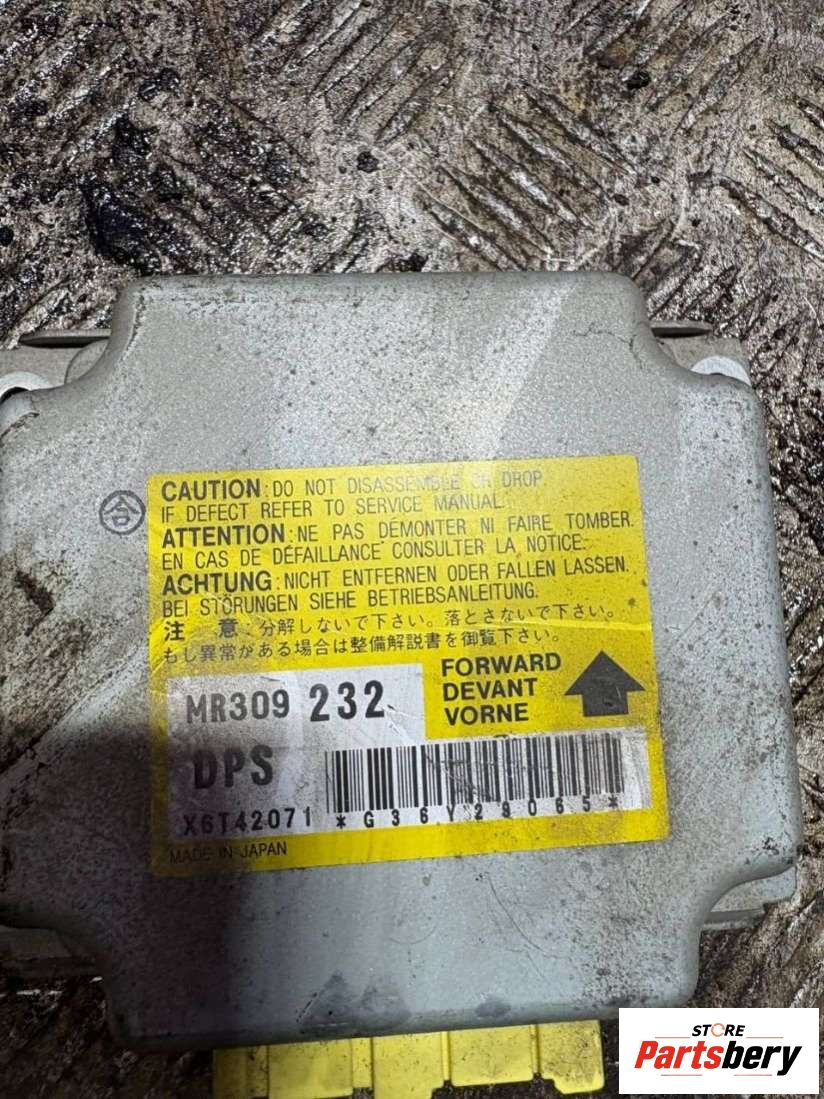 合
CAUTION : DO NOT DISASSEMBLE OR DROP.
IF DEFECT REFER TO SERVICE MANUAL.
ATTENTION : NE PAS DÉMONTER NI FAIRE TOMBER.
EN CAS DE DÉFAILLANCE CONSULTER LA NOTICE.
ACHTUNG : NICHT ENTFERNEN ODER FALLEN LASSEN.
BEI STÖRUNGEN SIEHE BETRIEBSANLEITUNG.
注 意 : 分解しないで下さい。落とさないで下さい。
もし異常がある場合は整備解説書を御覧下さい。
MR309 232
FORWARD
DEVANT
VORNE
DPS
X6T42071 *G36Y29065*
MADE IN JAPAN
STORE
Partsbery